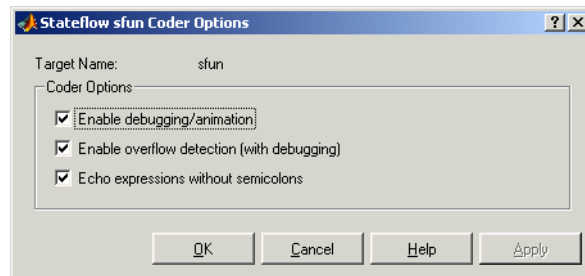 Stateflow sfun Coder Options
Target Name: sfun
Coder Options
Enable debugging/animation
Enable overflow detection (with debugging)
Echo expressions without semicolons
OK Cancel Help Apply